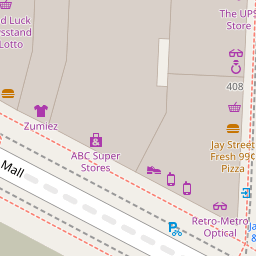 d Luck
sstand
Lotto
The UPS
Store
408
Zumiez
ABC Super
Stores
Jay Street
Fresh 99¢
Pizza
Mall
Retro-Metro
Optical
Ja
&